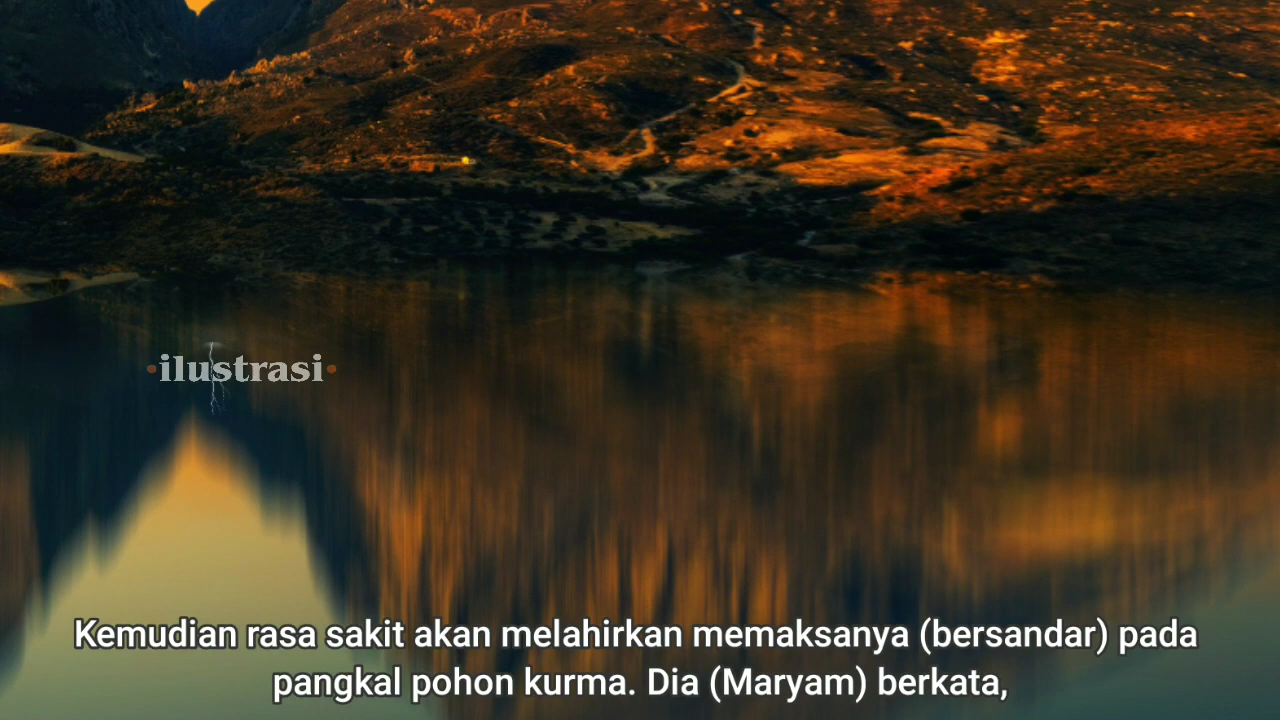 •ilustrasi•
Kemudian rasa sakit akan melahirkan memaksanya (bersandar) pada
pangkal pohon kurma. Dia (Maryam) berkata,